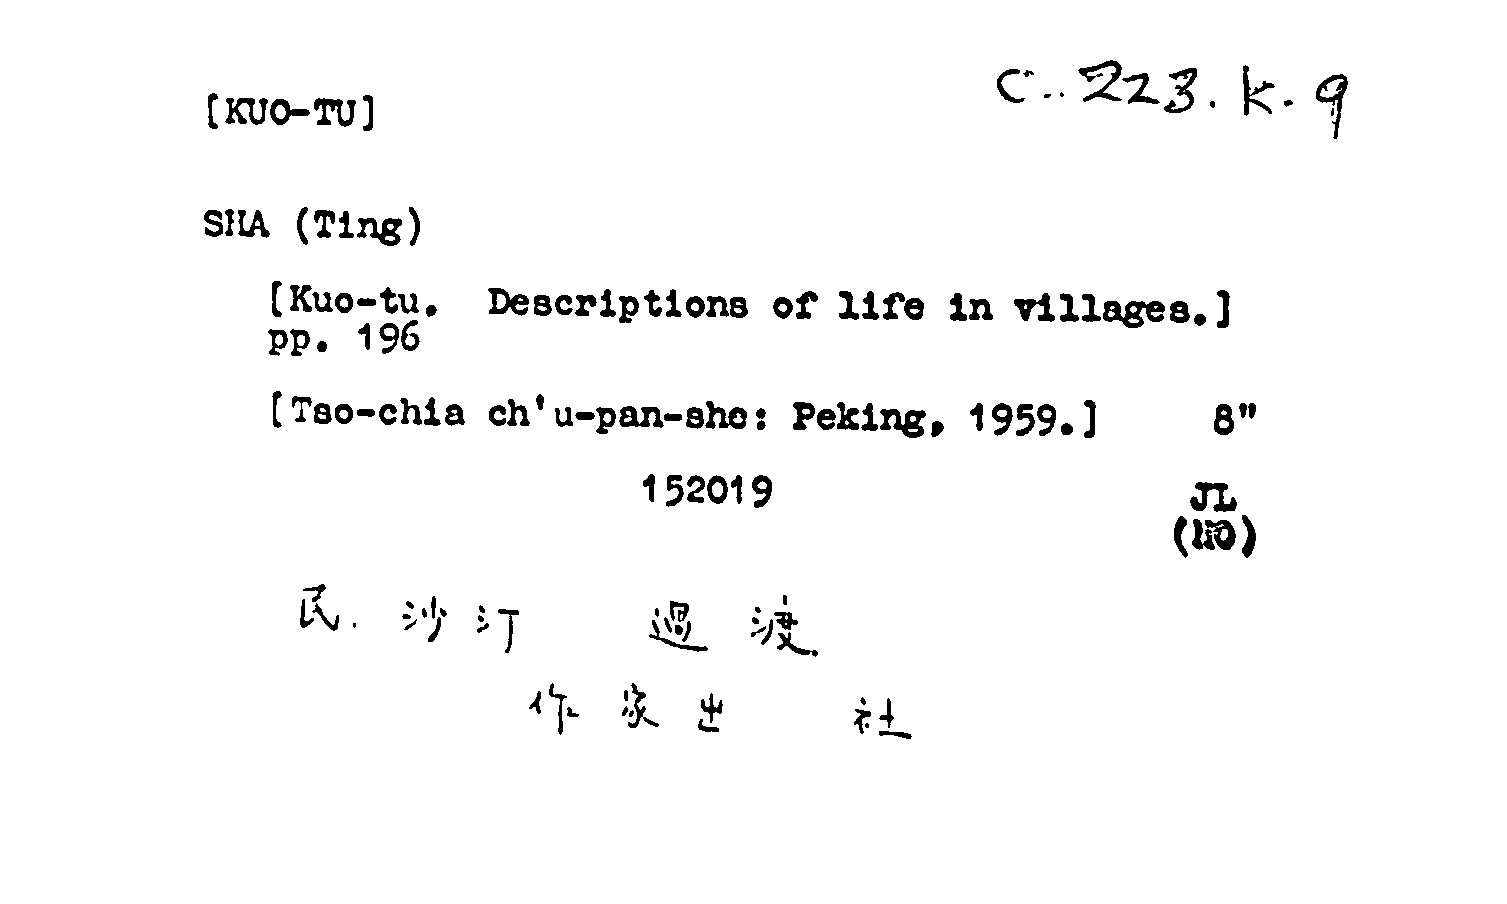 C. 223. K. 9
[KUO-TU]
SHA (Ting)
[Kuo-tu. Descriptions of life in villages.]
pp. 196
[Tso-chia ch'u-pan-she: Peking, 1959.] 8"
152019 JL
(NO)
民. 沙汀 過渡.
作家出 社